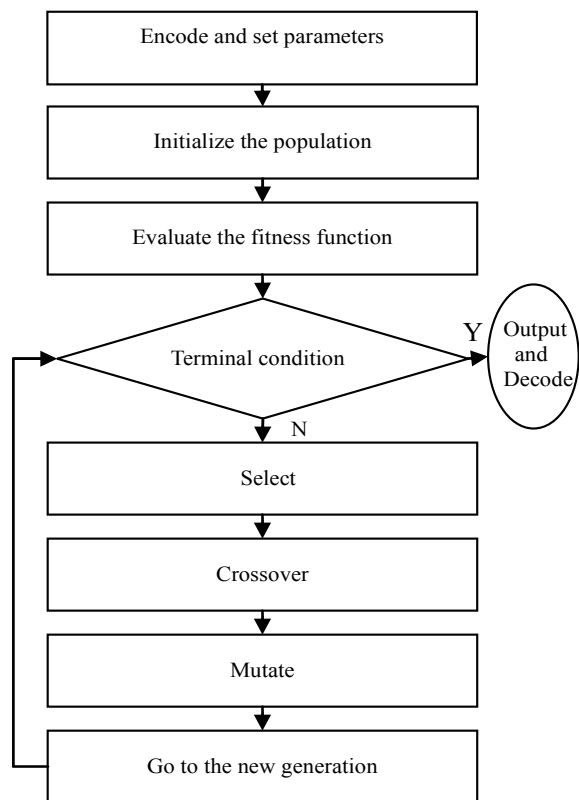 Encode and set parameters
Initialize the population
Evaluate the fitness function
Terminal condition
Y
Output
and
Decode
N
Select
Crossover
Mutate
Go to the new generation